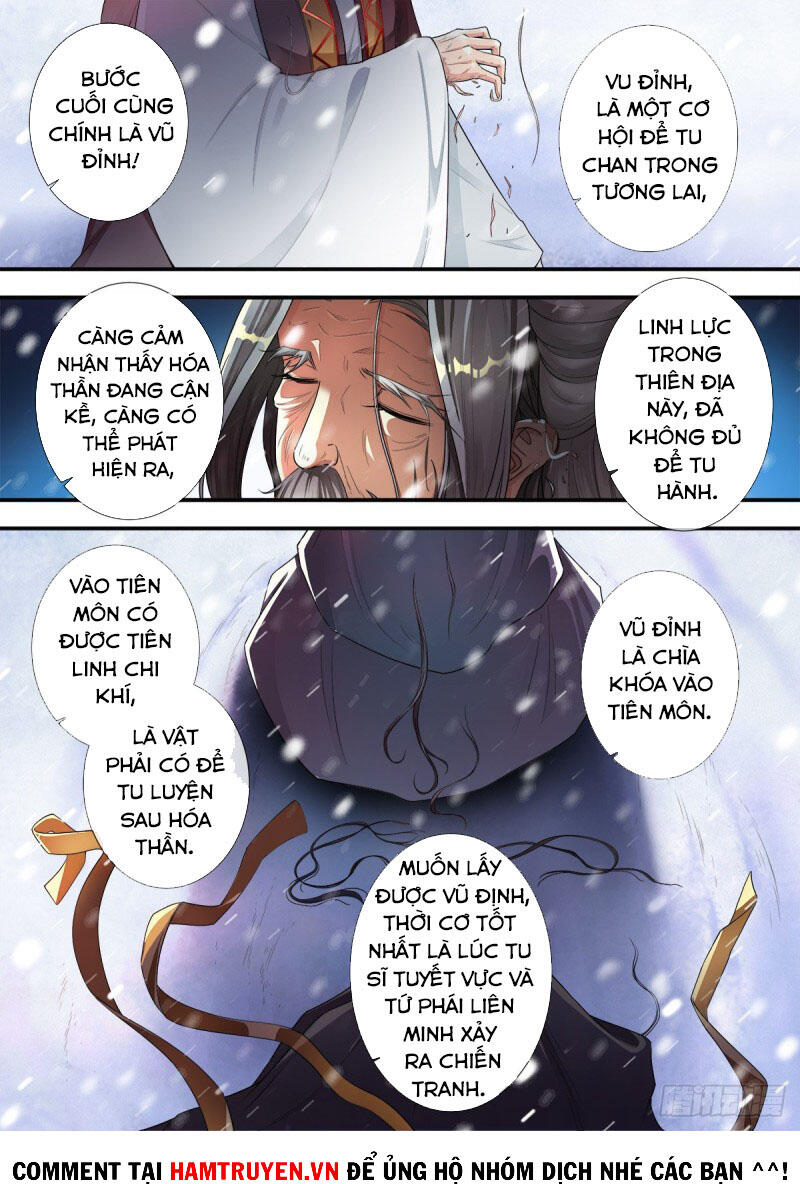 BƯỚC
CUỐI CÙNG
CHÍNH LÀ VŨ
ĐỈNH!
VU ĐỈNH,
LÀ MỘT CƠ
HỘI ĐỂ TU
CHAN TRONG
TƯƠNG LAI,
CÀNG CẢM
NHẬN THẤY HÓA
THẦN ĐANG CẬN
KỀ, CÀNG CÓ
THỂ PHÁT
HIỆN RA,
LINH LỰC
TRONG
THIÊN ĐỊA
NÀY, ĐÃ
KHÔNG ĐỦ
ĐỂ TU
HÀNH.
VÀO TIÊN
MÔN CÓ
ĐƯỢC TIÊN
LINH CHI
KHÍ,
LÀ VẬT
PHẢI CÓ ĐỂ
TU LUYỆN
SAU HÓA
THẦN.
VŨ ĐỈNH
LÀ CHÌA
KHÓA VÀO
TIÊN MÔN.
MUỐN LẤY
ĐƯỢC VŨ ĐỊNH,
THỜI CƠ TỐT
NHẤT LÀ LÚC TU
SĨ TUYẾT VỰC VÀ
TỨ PHÁI LIÊN
MINH XẢY
RA CHIẾN
TRANH.
腾讯动漫
COMMENT TẠI HAMTRUYEN.VN ĐỂ ỦNG HỘ NHÓM DỊCH NHÉ CÁC BẠN ^^!